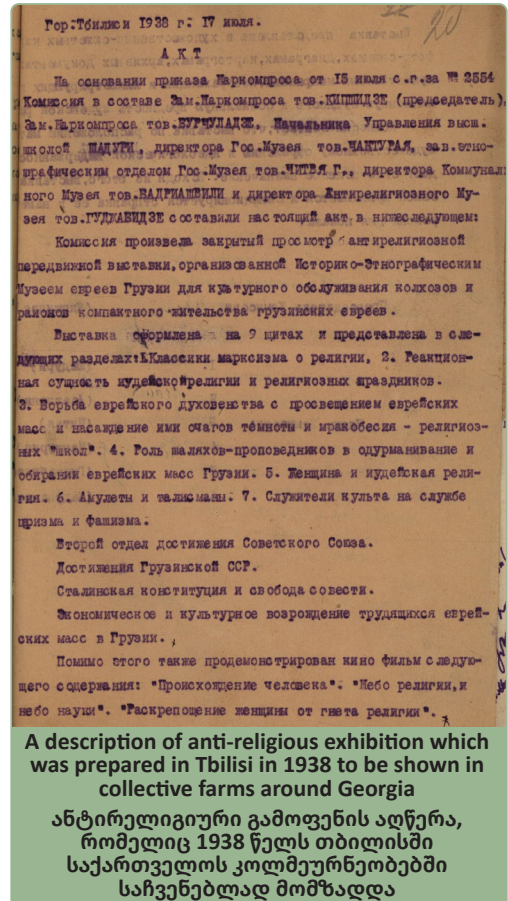 20
Гор.Тбилиси 1938 г. 17 июля.
А К Т
На основании приказа Наркомпроса от 15 июля с.г.за № 2554
Комиссия в составе Зам.Наркомпроса тов.КИПШИДЗЕ (председатель),
Зам.Наркомпроса тов.БУРЧУЛАДЗЕ, Начальника Управления высш.
школой ШАДУРИ, директора Гос.Музея тов.ЧАКТУРАЯ, зав.этно-
графическим отделом Гос.Музея тов.ЧИТАЯ Г., директора Коммуналь
ного Музея тов.БАДРИАШВИЛИ и директора Антирелигиозного Му-
зея тов.ГУДЖАБИДЗЕ составили настоящий акт в нижеследующем:
Комиссия произвела закрытый просмотр антирелигиозной
передвижной выставки,организованной Историко-Этнографическим
Музеем евреев Грузии для культурного обслуживания колхозов и
районов компактного жительства грузинских евреев.
Выставка оформлена на 9 щитах и представлена в сле-
дующих разделах:1.Классики марксизма о религии, 2. Реакцион-
ная сущность иудейской религии и религиозных праздников.
3. Борьба еврейского духовенства с просвещением еврейских
масс и насаждение ими очагов темноты и мракобесия - религиоз-
ных "школ". 4. Роль шаляхов-проповедников в одурманивание и
обирании еврейских масс Грузии. 5. Женщина и иудейская рели-
гия. 6. Амулеты и талисманы. 7. Служители культа на службе
царизма и фашизма.
Второй отдел достижения Советского Союза.
Достижения Грузинской ССР.
Сталинская конституция и свобода совести.
Экономическое и культурное возрождение трудящихся еврей-
ских масс в Грузии.
Помимо этого также продемонстрирован кино фильм следую-
щего содержания: "Происхождение человека". "Небо религии,и
небо науки". "Раскрепощение женщины от гнета религии".
A description of anti-religious exhibition which
was prepared in Tbilisi in 1938 to be shown in
collective farms around Georgia
ანტირელიგიური გამოფენის აღწერა,
რომელიც 1938 წელს თბილისში
საქართველოს კოლმეურნეობებში
საჩვენებლად მომზადდა